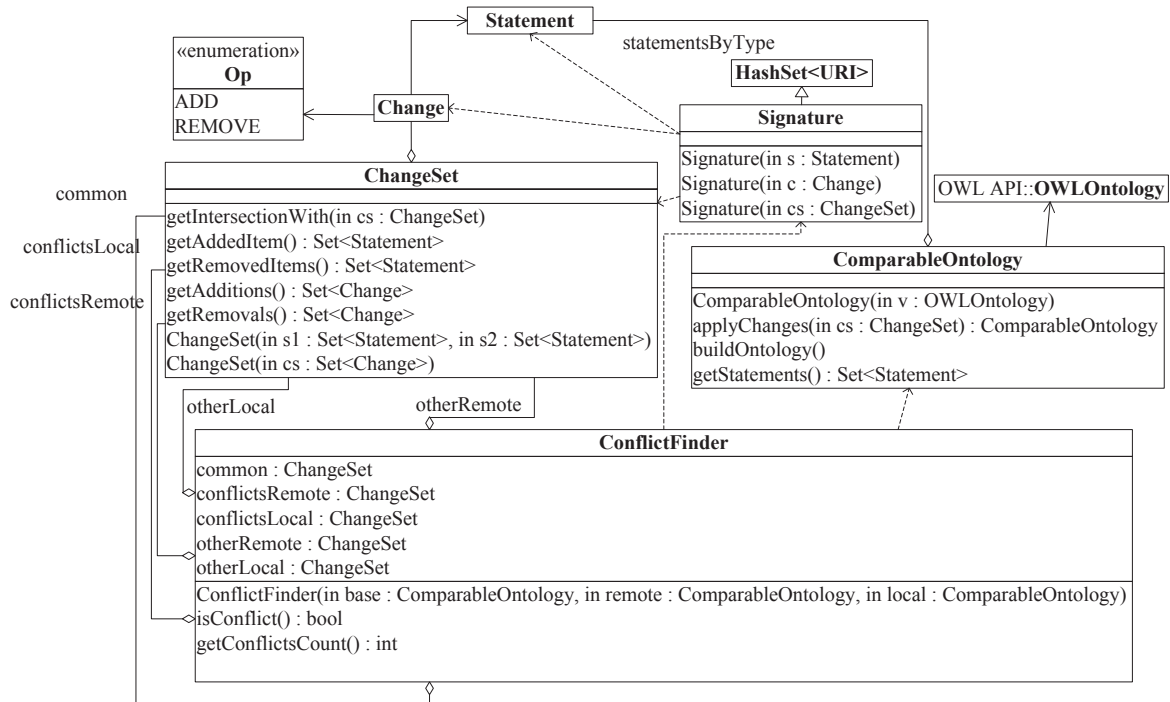 Statement
statementsByType
«enumeration»
Op
ADD
REMOVE
Change
HashSet<URI>
Signature
Signature(in s : Statement)
Signature(in c : Change)
Signature(in cs : ChangeSet)
OWL API::OWLOntology
common
conflictsLocal
conflictsRemote
ChangeSet
getIntersectionWith(in cs : ChangeSet)
getAddedItem() : Set<Statement>
getRemovedItems() : Set<Statement>
getAdditions() : Set<Change>
getRemovals() : Set<Change>
ChangeSet(in s1 : Set<Statement>, in s2 : Set<Statement>)
ChangeSet(in cs : Set<Change>)
ComparableOntology
ComparableOntology(in v : OWLOntology)
applyChanges(in cs : ChangeSet) : ComparableOntology
buildOntology()
getStatements() : Set<Statement>
otherLocal
otherRemote
ConflictFinder
common : ChangeSet
conflictsRemote : ChangeSet
conflictsLocal : ChangeSet
otherRemote : ChangeSet
otherLocal : ChangeSet
ConflictFinder(in base : ComparableOntology, in remote : ComparableOntology, in local : ComparableOntology)
isConflict() : bool
getConflictsCount() : int